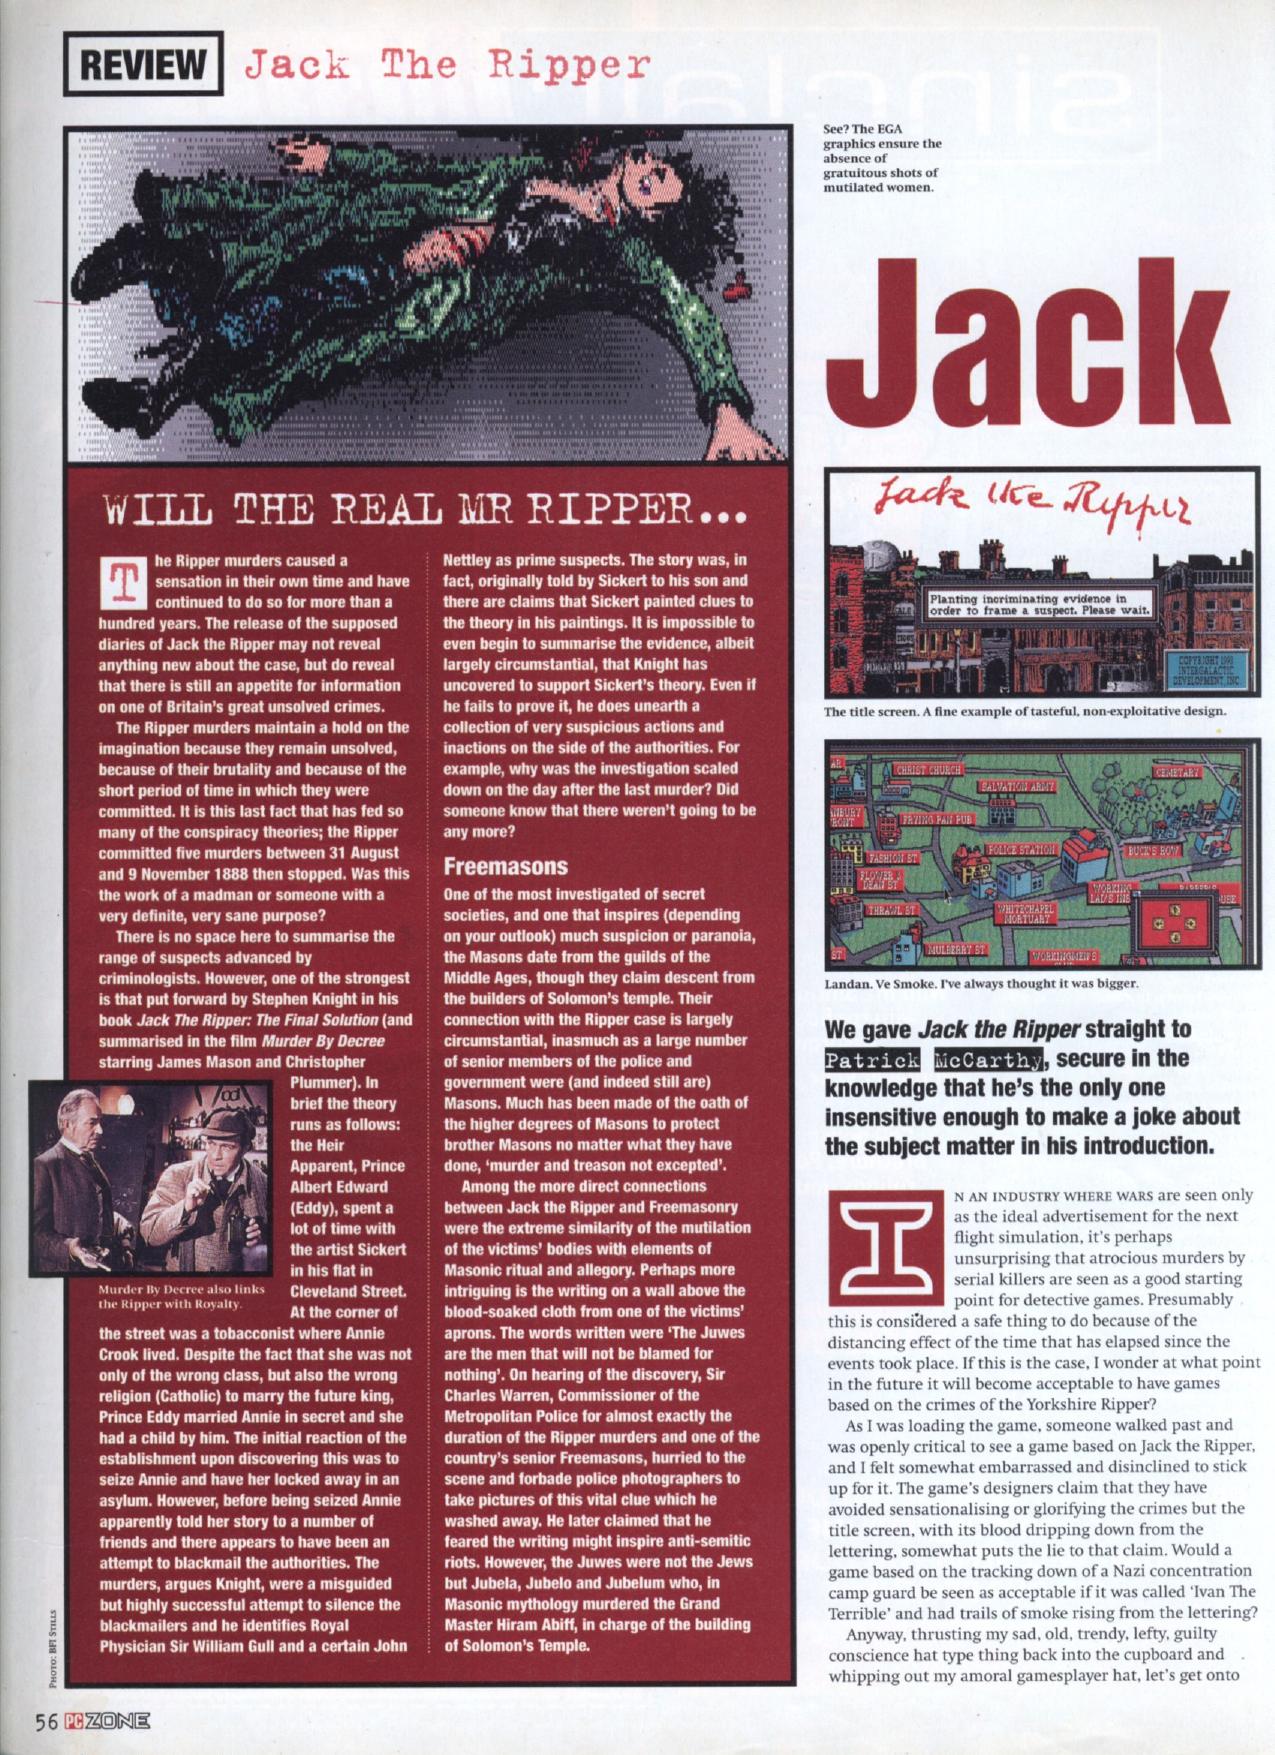 REVIEW Jack The Ripper
See? The EGA
graphics ensure the
absence of
gratuitous shots of
mutilated women.
WILL THE REAL MR RIPPER...
The Ripper murders caused a
sensation in their own time and have
continued to do so for more than a
hundred years. The release of the supposed
diaries of Jack the Ripper may not reveal
anything new about the case, but do reveal
that there is still an appetite for information
on one of Britain's great unsolved crimes.
The Ripper murders maintain a hold on the
imagination because they remain unsolved,
because of their brutality and because of the
short period of time in which they were
committed. It is this last fact that has fed so
many of the conspiracy theories; the Ripper
committed five murders between 31 August
and 9 November 1888 then stopped. Was this
the work of a madman or someone with a
very definite, very sane purpose?
There is no space here to summarise the
range of suspects advanced by
criminologists. However, one of the strongest
is that put forward by Stephen Knight in his
book Jack The Ripper: The Final Solution (and
summarised in the film Murder By Decree
starring James Mason and Christopher
Plummer). In
brief the theory
runs as follows:
the Heir
Apparent, Prince
Albert Edward
(Eddy), spent a
lot of time with
the artist Sickert
in his flat in
Cleveland Street.
At the corner of
the street was a tobacconist where Annie
Crook lived. Despite the fact that she was not
only of the wrong class, but also the wrong
religion (Catholic) to marry the future king,
Prince Eddy married Annie in secret and she
had a child by him. The initial reaction of the
establishment upon discovering this was to
seize Annie and have her locked away in an
asylum. However, before being seized Annie
apparently told her story to a number of
friends and there appears to have been an
attempt to blackmail the authorities. The
murders, argues Knight, were a misguided
but highly successful attempt to silence the
blackmailers and he identifies Royal
Physician Sir William Gull and a certain John
Murder By Decree also links
the Ripper with Royalty.
PHOTO: BFI STILLS
Nettley as prime suspects. The story was, in
fact, originally told by Sickert to his son and
there are claims that Sickert painted clues to
the theory in his paintings. It is impossible to
even begin to summarise the evidence, albeit
largely circumstantial, that Knight has
uncovered to support Sickert's theory. Even if
he fails to prove it, he does unearth a
collection of very suspicious actions and
inactions on the side of the authorities. For
example, why was the investigation scaled
down on the day after the last murder? Did
someone know that there weren't going to be
any more?
Freemasons
One of the most investigated of secret
societies, and one that inspires (depending
on your outlook) much suspicion or paranoia,
the Masons date from the guilds of the
Middle Ages, though they claim descent from
the builders of Solomon's temple. Their
connection with the Ripper case is largely
circumstantial, inasmuch as a large number
of senior members of the police and
government were (and indeed still are)
Masons. Much has been made of the oath of
the higher degrees of Masons to protect
brother Masons no matter what they have
done, 'murder and treason not excepted'.
Among the more direct connections
between Jack the Ripper and Freemasonry
were the extreme similarity of the mutilation
of the victims' bodies with elements of
Masonic ritual and allegory. Perhaps more
intriguing is the writing on a wall above the
blood-soaked cloth from one of the victims'
aprons. The words written were 'The Juwes
are the men that will not be blamed for
nothing'. On hearing of the discovery, Sir
Charles Warren, Commissioner of the
Metropolitan Police for almost exactly the
duration of the Ripper murders and one of the
country's senior Freemasons, hurried to the
scene and forbade police photographers to
take pictures of this vital clue which he
washed away. He later claimed that he
feared the writing might inspire anti-semitic
riots. However, the Juwes were not the Jews
but Jubela, Jubelo and Jubelum who, in
Masonic mythology murdered the Grand
Master Hiram Abiff, in charge of the building
of Solomon's Temple.
Jack
Jack the Ripper
Planting incriminating evidence in
order to frame a suspect. Please wait.
COPYRIGHT
INTERGALACTIC
DEVELOPMENT, INC.
The title screen. A fine example of tasteful, non-exploitative design.
CHRIST CHURCH
CEMETARY
SALVATION ARMY
FRYING PAN PUB
FASHION ST
POLICE STATION
BUCK'S ROW
FLOWER &
DEAN ST
WORKING
LAD'S INS
THRAWL ST
WHITECHAPEL
MORTUARY
MULBERRY ST
WORKINGMEN'S
Landan. Ve Smoke. I've always thought it was bigger.
We gave Jack the Ripper straight to
Patrick McCarthy, secure in the
knowledge that he's the only one
insensitive enough to make a joke about
the subject matter in his introduction.
IN AN INDUSTRY WHERE WARS are seen only
as the ideal advertisement for the next
flight simulation, it's perhaps
unsurprising that atrocious murders by
serial killers are seen as a good starting
point for detective games. Presumably
this is considered a safe thing to do because of the
distancing effect of the time that has elapsed since the
events took place. If this is the case, I wonder at what point
in the future it will become acceptable to have games
based on the crimes of the Yorkshire Ripper?
As I was loading the game, someone walked past and
was openly critical to see a game based on Jack the Ripper,
and I felt somewhat embarrassed and disinclined to stick
up for it. The game's designers claim that they have
avoided sensationalising or glorifying the crimes but the
title screen, with its blood dripping down from the
lettering, somewhat puts the lie to that claim. Would a
game based on the tracking down of a Nazi concentration
camp guard be seen as acceptable if it was called 'Ivan The
Terrible' and had trails of smoke rising from the lettering?
Anyway, thrusting my sad, old, trendy, lefty, guilty
conscience hat type thing back into the cupboard and
whipping out my amoral gamesplayer hat, let's get onto
56 PC ZONE